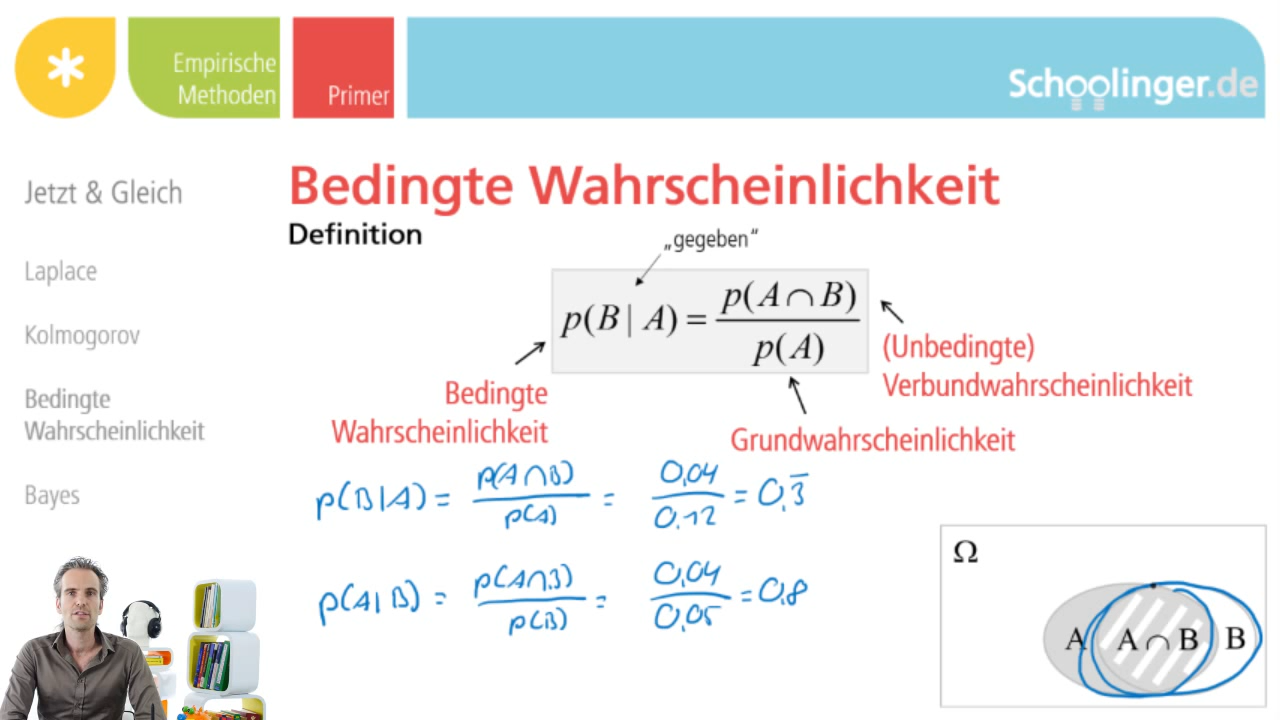 Empirische
Methoden
Primer
Schoolinger.de
Jetzt & Gleich
Laplace
Kolmogorov
Bedingte
Wahrscheinlichkeit
Bayes
Bedingte Wahrscheinlichkeit
Definition
„gegeben“
p(B | A) = p(A ∩ B) / p(A)
(Unbedingte)
Verbundwahrscheinlichkeit
Bedingte
Wahrscheinlichkeit
Grundwahrscheinlichkeit
p(B|A) = p(A∩B) / p(A) = 0,04 / 0,12 = 0,3̅
p(A|B) = p(A∩B) / p(B) = 0,04 / 0,05 = 0,8
Ω
A A ∩ B B